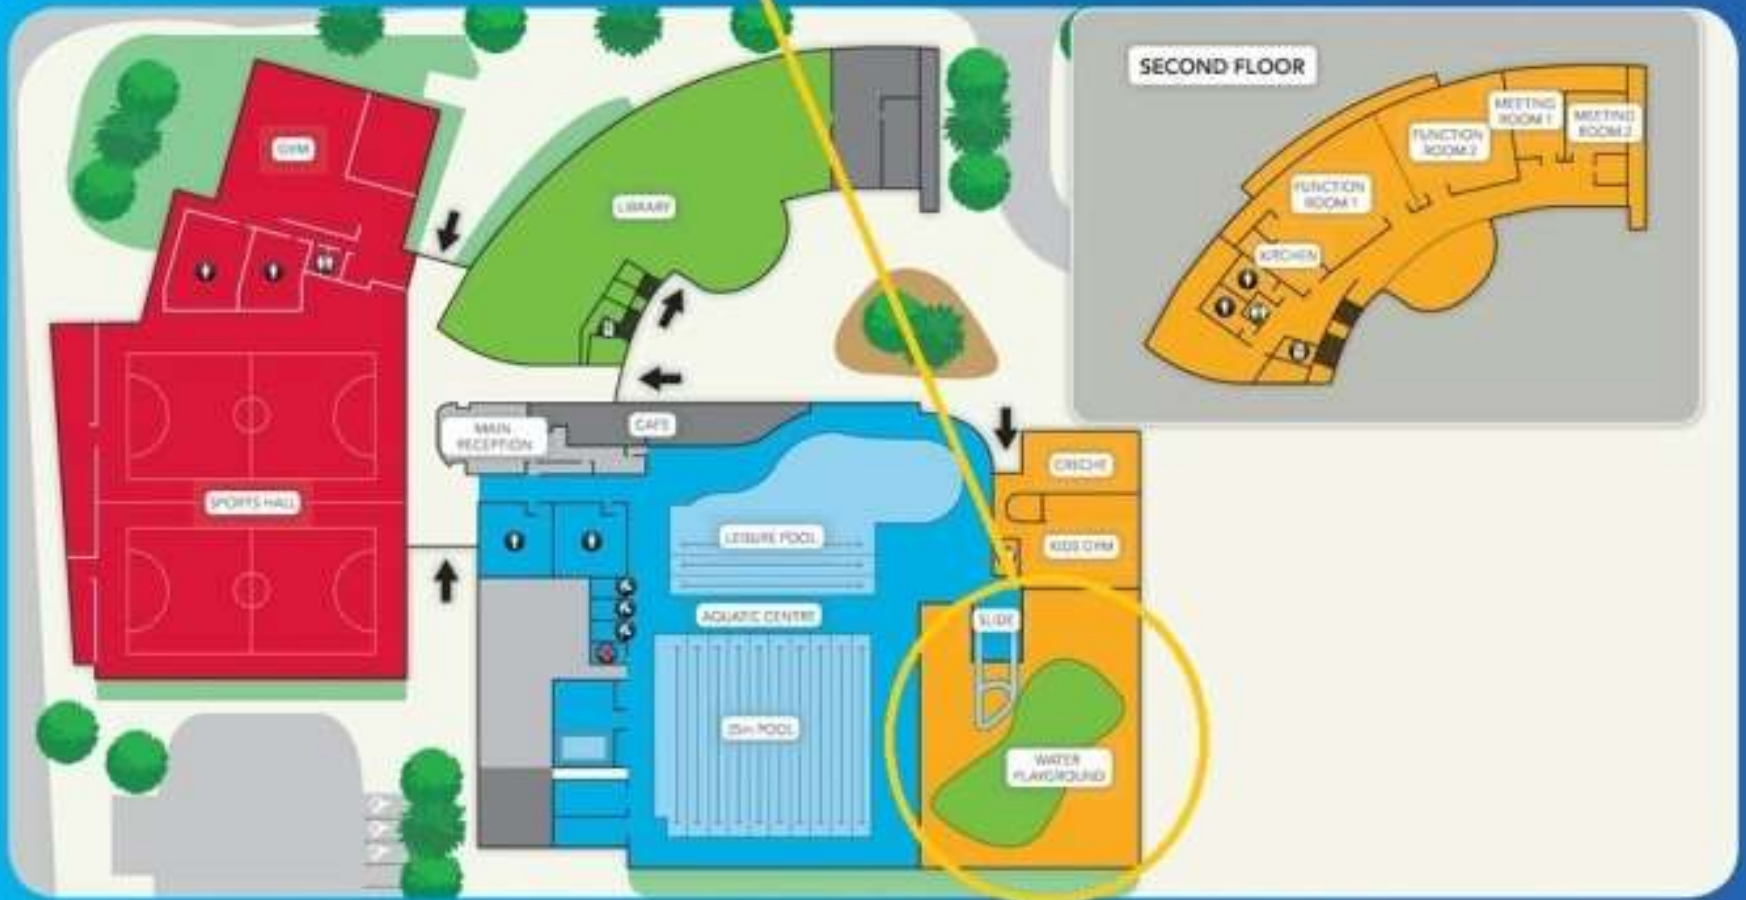 SECOND FLOOR
MEETING
ROOM 1
MEETING
ROOM 2
FUNCTION
ROOM 2
FUNCTION
ROOM 1
KITCHEN
GYM
LIBRARY
MAIN
RECEPTION
CAFE
CRECHE
SPORTS HALL
LEISURE POOL
KIDS GYM
AQUATIC CENTRE
SLIDE
25m POOL
WATER
PLAYGROUND